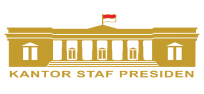 KANTOR STAF PRESIDEN